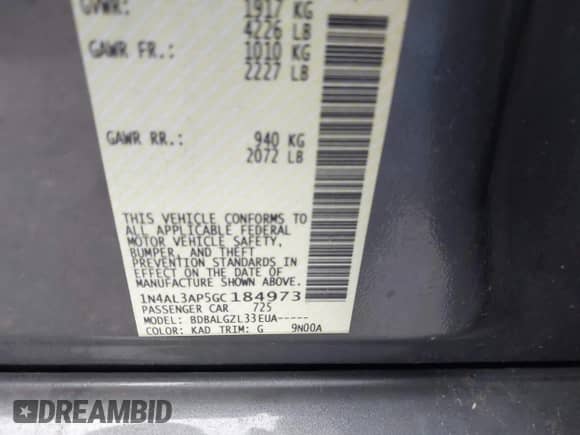 GVWR: 1917 KG
4226 LB
GAWR FR.: 1010 KG
2227 LB
GAWR RR.: 940 KG
2072 LB
THIS VEHICLE CONFORMS TO
ALL APPLICABLE FEDERAL
MOTOR VEHICLE SAFETY,
BUMPER, AND THEFT
PREVENTION STANDARDS
IN EFFECT ON THE DATE OF
MANUFACTURE SHOWN ABOVE.
1N4AL3AP5GC184973
PASSENGER CAR 725
MODEL: BDBALGZL33EUA-----
COLOR: KAD TRIM: G 9N00A
DREAMBID